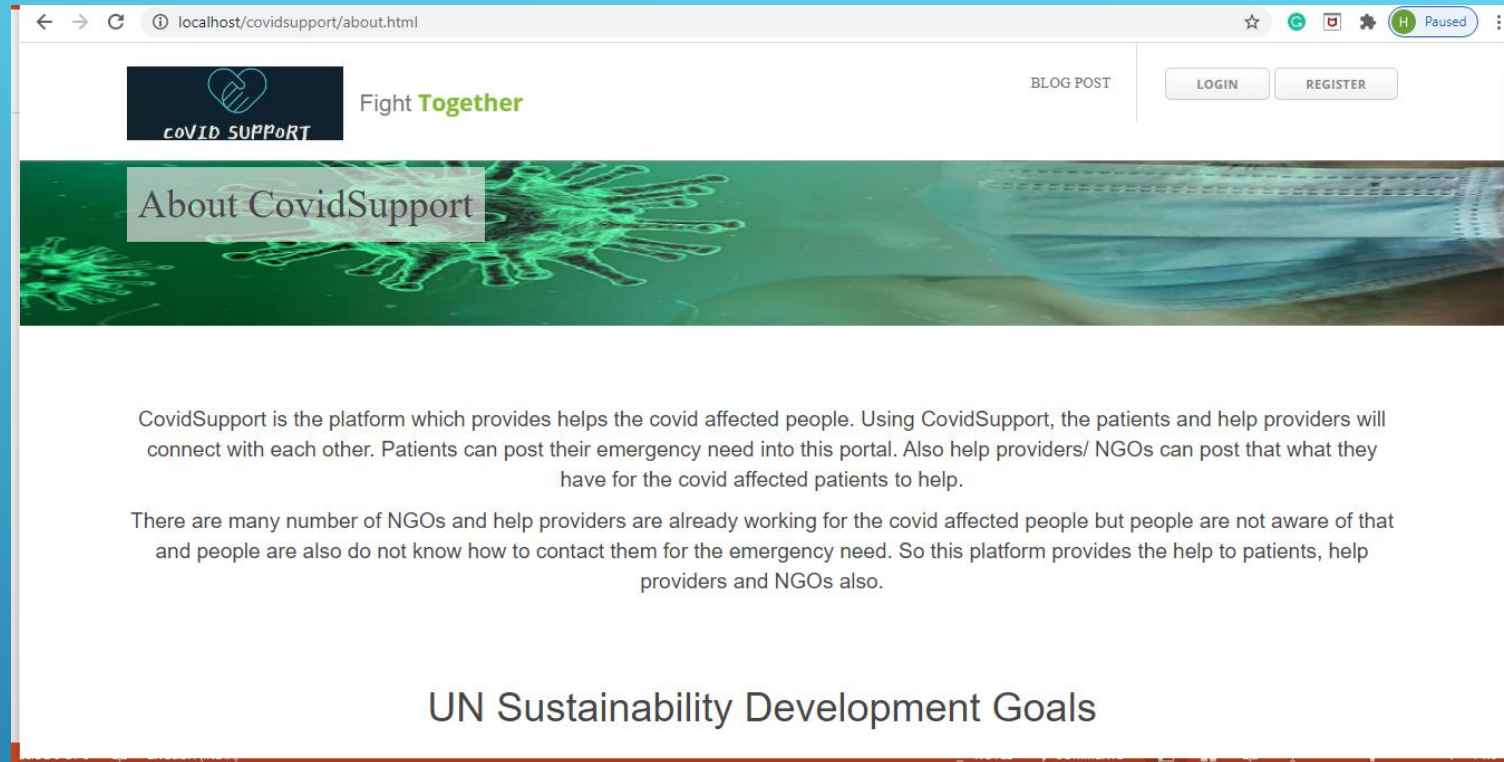 localhost/covidsupport/about.html
H Paused
COVID SUPPORT
Fight Together
BLOG POST
LOGIN
REGISTER
About CovidSupport
CovidSupport is the platform which provides helps the covid affected people. Using CovidSupport, the patients and help providers will
connect with each other. Patients can post their emergency need into this portal. Also help providers/ NGOs can post that what they
have for the covid affected patients to help.
There are many number of NGOs and help providers are already working for the covid affected people but people are not aware of that
and people are also do not know how to contact them for the emergency need. So this platform provides the help to patients, help
providers and NGOs also.
UN Sustainability Development Goals